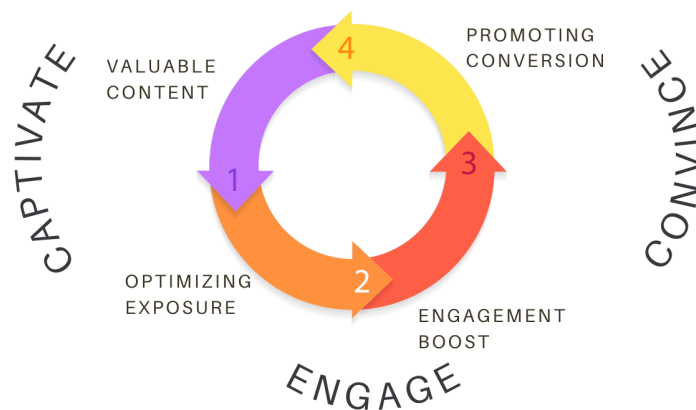 CAPTIVATE
VALUABLE
CONTENT
1
OPTIMIZING
EXPOSURE
2
ENGAGE
ENGAGEMENT
BOOST
3
PROMOTING
CONVERSION
4
CONVINCE